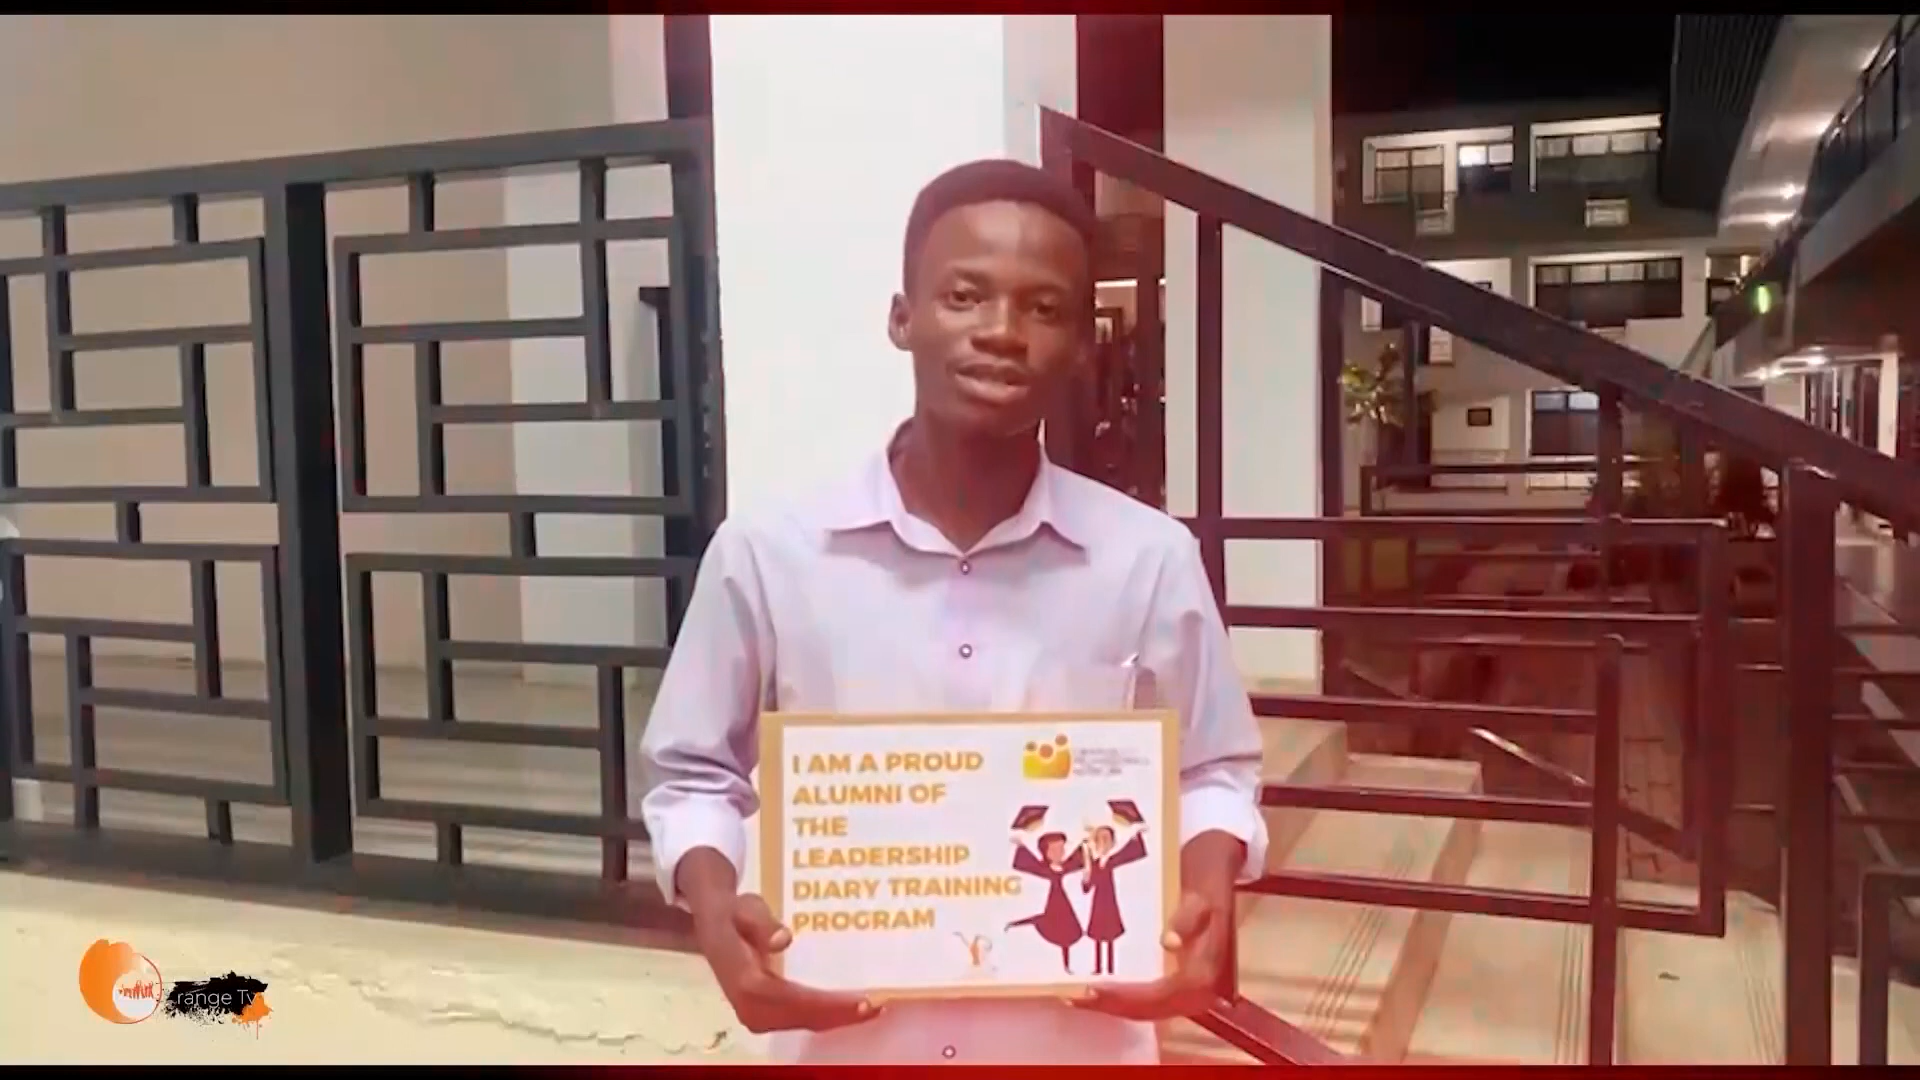 I AM A PROUD
ALUMNI OF
THE
LEADERSHIP
DIARY TRAINING
PROGRAM
range Tv